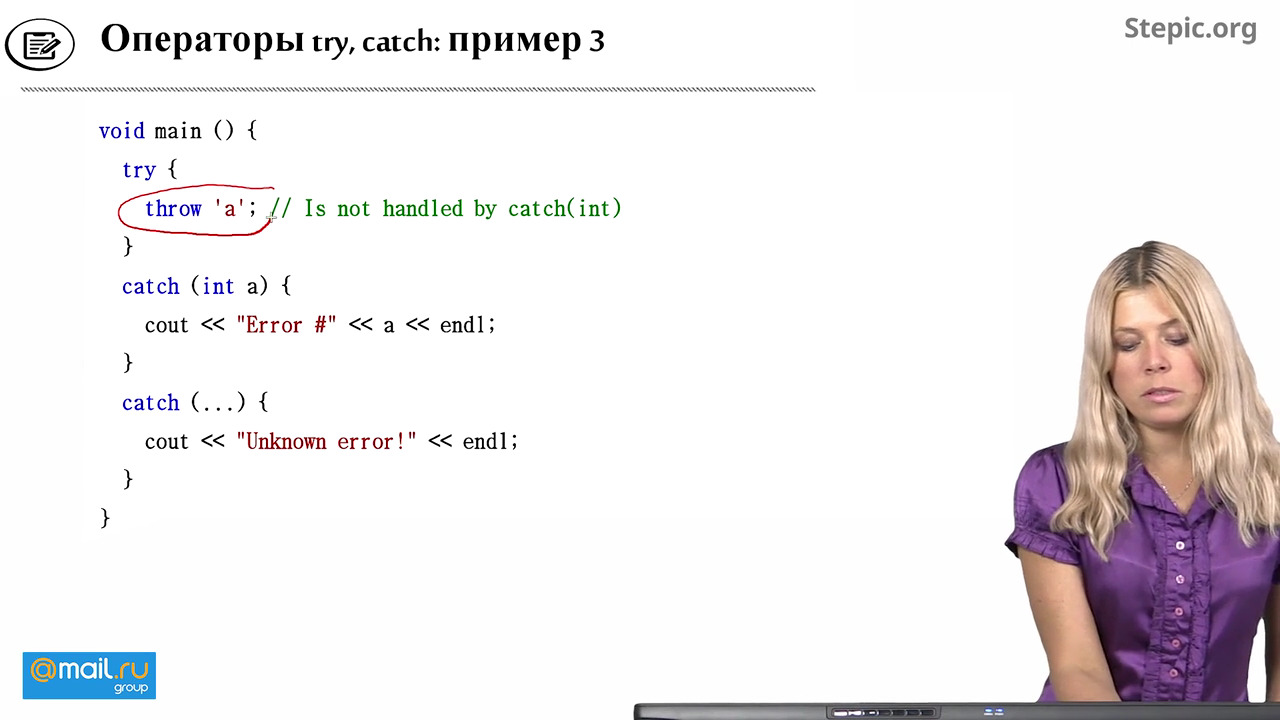 Операторы try, catch: пример 3
Stepic.org
void main () {
try {
throw 'a'; // Is not handled by catch(int)
}
catch (int a) {
cout << "Error #" << a << endl;
}
catch (...) {
cout << "Unknown error!" << endl;
}
}
@mail.ru
group